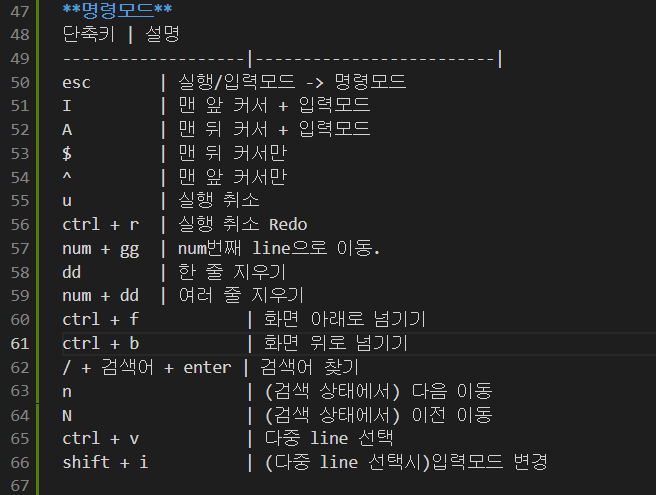 47 **명령모드**
48 단축키 | 설명
49 -------------------|-------------------------|
50 esc | 실행/입력모드 -> 명령모드
51 I | 맨 앞 커서 + 입력모드
52 A | 맨 뒤 커서 + 입력모드
53 $ | 맨 뒤 커서만
54 ^ | 맨 앞 커서만
55 u | 실행 취소
56 ctrl + r | 실행 취소 Redo
57 num + gg | num번째 line으로 이동.
58 dd | 한 줄 지우기
59 num + dd | 여러 줄 지우기
60 ctrl + f | 화면 아래로 넘기기
61 ctrl + b | 화면 위로 넘기기
62 / + 검색어 + enter | 검색어 찾기
63 n | (검색 상태에서) 다음 이동
64 N | (검색 상태에서) 이전 이동
65 ctrl + v | 다중 line 선택
66 shift + i | (다중 line 선택시)입력모드 변경
67